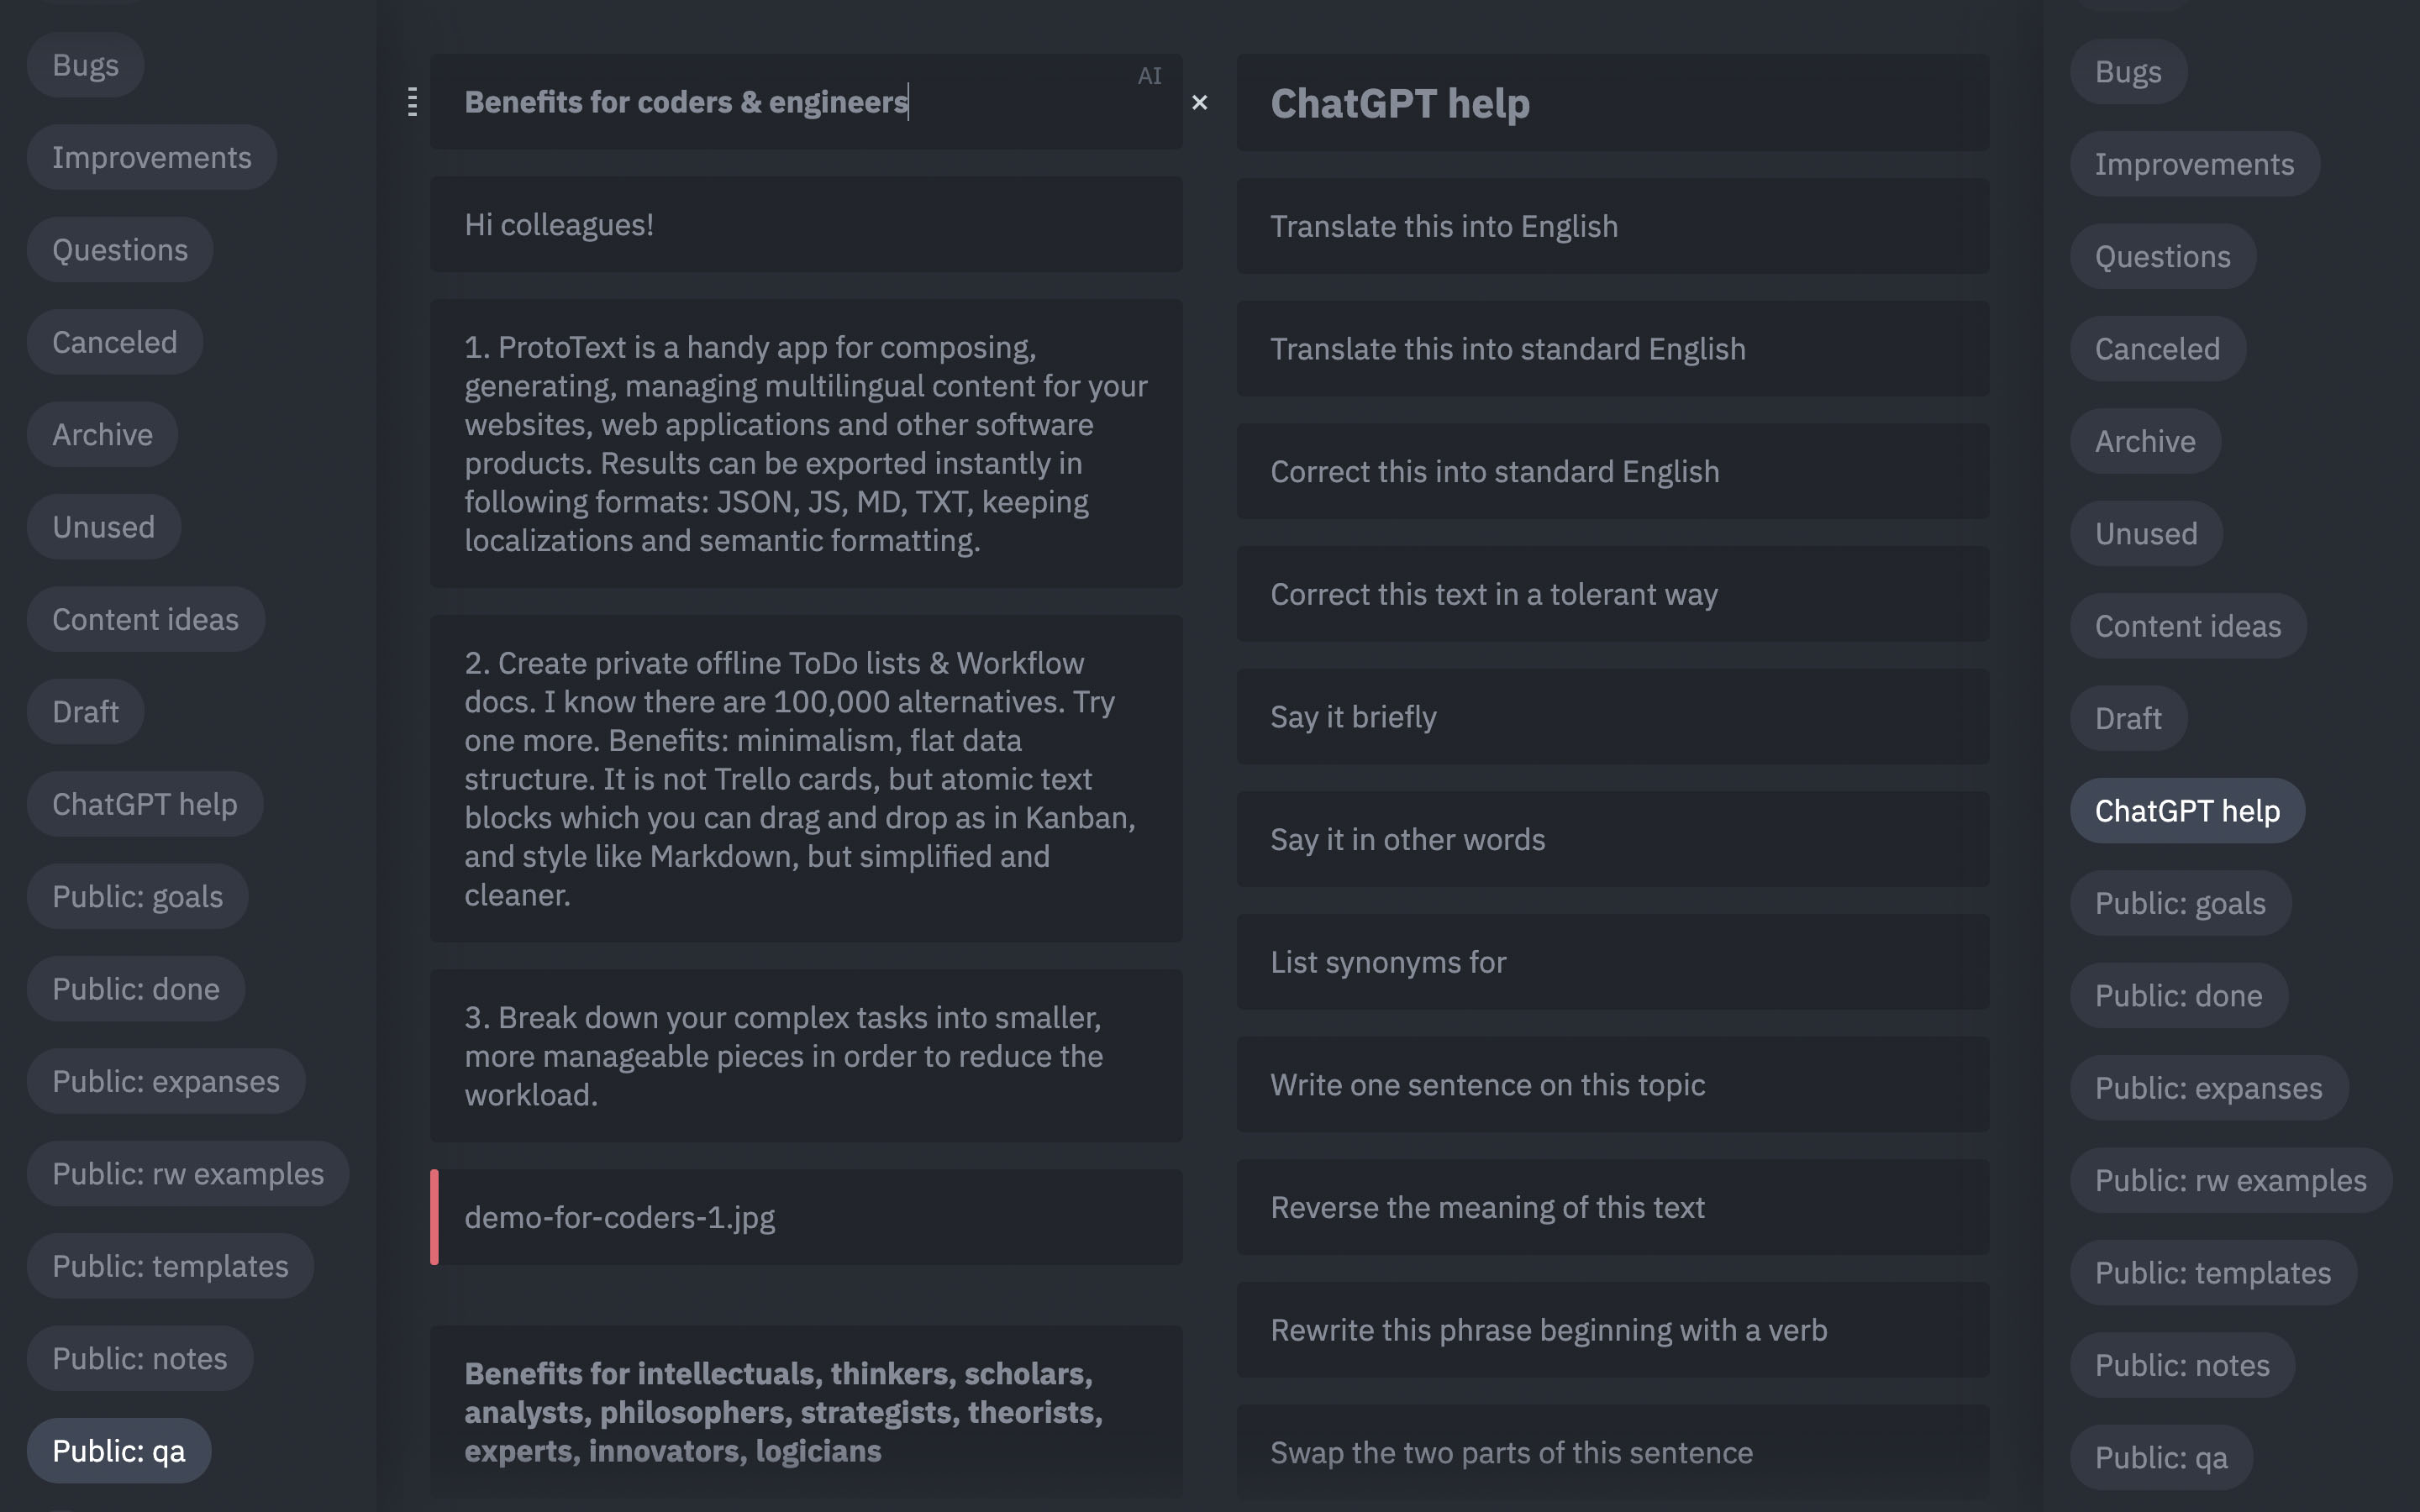 Bugs
Improvements
Questions
Canceled
Archive
Unused
Content ideas
Draft
ChatGPT help
Public: goals
Public: done
Public: expanses
Public: rw examples
Public: templates
Public: notes
Public: qa
AI
Benefits for coders & engineers
Hi colleagues!
1. ProtoText is a handy app for composing,
generating, managing multilingual content for your
websites, web applications and other software
products. Results can be exported instantly in
following formats: JSON, JS, MD, TXT, keeping
localizations and semantic formatting.
2. Create private offline ToDo lists & Workflow
docs. I know there are 100,000 alternatives. Try
one more. Benefits: minimalism, flat data
structure. It is not Trello cards, but atomic text
blocks which you can drag and drop as in Kanban,
and style like Markdown, but simplified and
cleaner.
3. Break down your complex tasks into smaller,
more manageable pieces in order to reduce the
workload.
demo-for-coders-1.jpg
Benefits for intellectuals, thinkers, scholars,
analysts, philosophers, strategists, theorists,
experts, innovators, logicians
ChatGPT help
Translate this into English
Translate this into standard English
Correct this into standard English
Correct this text in a tolerant way
Say it briefly
Say it in other words
List synonyms for
Write one sentence on this topic
Reverse the meaning of this text
Rewrite this phrase beginning with a verb
Swap the two parts of this sentence
Bugs
Improvements
Questions
Canceled
Archive
Unused
Content ideas
Draft
ChatGPT help
Public: goals
Public: done
Public: expanses
Public: rw examples
Public: templates
Public: notes
Public: qa